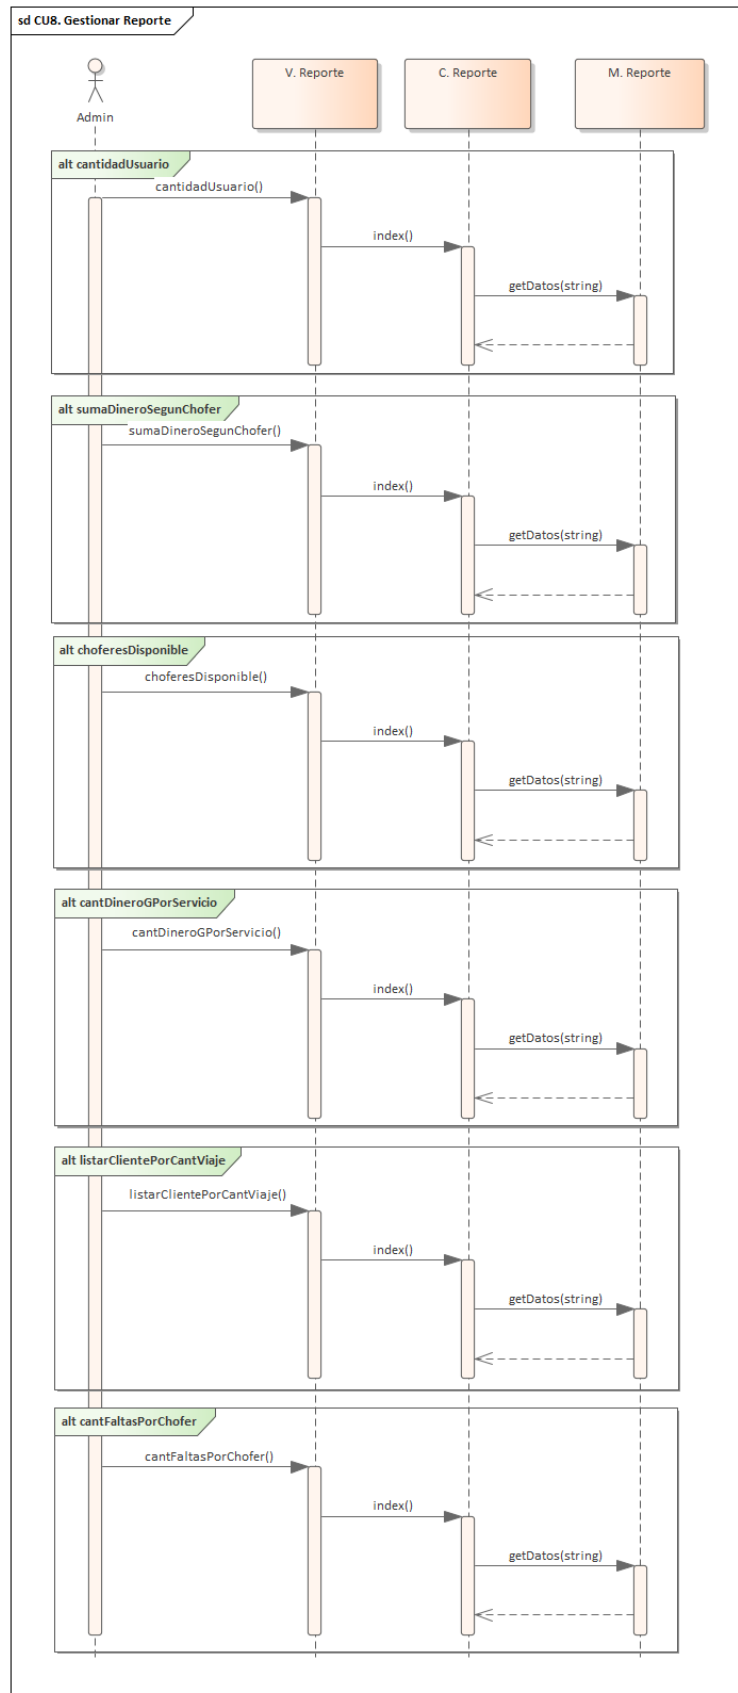 sd CU8. Gestionar Reporte
V. Reporte
C. Reporte
M. Reporte
Admin
alt cantidadUsuario
cantidadUsuario()
index()
getDatos(string)
alt sumaDineroSegunChofer
sumaDineroSegunChofer()
index()
getDatos(string)
alt choferesDisponible
choferesDisponible()
index()
getDatos(string)
alt cantDineroGPorServicio
cantDineroGPorServicio()
index()
getDatos(string)
alt listarClientePorCantViaje
listarClientePorCantViaje()
index()
getDatos(string)
alt cantFaltasPorChofer
cantFaltasPorChofer()
index()
getDatos(string)